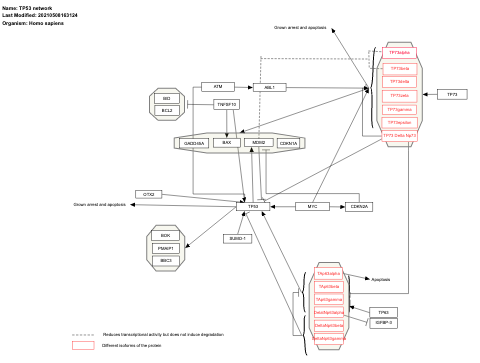 Name: TP53 network
Last Modified: 20210508163124
Organism: Homo sapiens
Grown arrest and apoptosis
TP73alpha
TP73beta
TP73delta
TP73zeta
TP73gamma
TP73epsilon
TP73 Delta Np73
TP73
ATM
ABL1
BID
BCL2
TNFSF10
GADD45A
BAX
MDM2
CDKN1A
OTX2
Grown arrest and apoptosis
TP53
MYC
CDKN2A
SUMO-1
BOK
PMAIP1
BBC3
TAp63alpha
TAp63beta
TAp63gamma
DeltaNp63alpha
DeltaNp63beta
DeltaNp63gamma
Apoptosis
TP63
IGFBP-3
Reduces transcriptional activity but does not induce degradation
Different isoforms of the protein